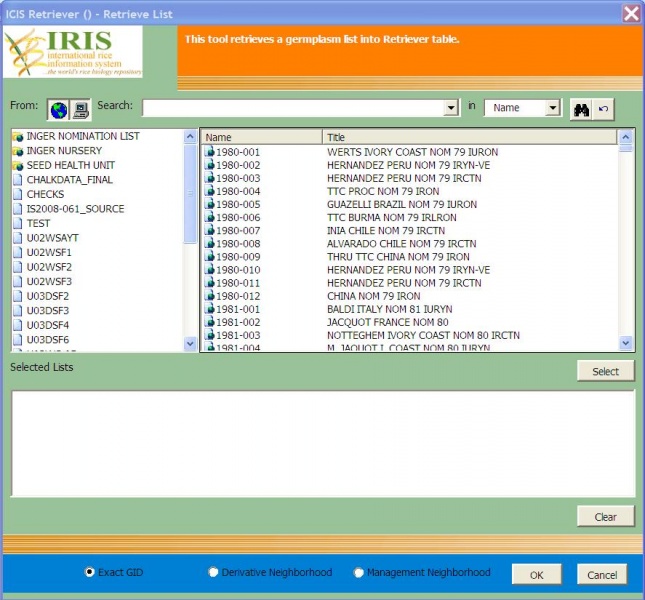 ICIS Retriever () - Retrieve List
IRIS
international rice
information system
...the world's rice biology repository
This tool retrieves a germplasm list into Retriever table.
From:
Search:
in
Name
INGER NOMINATION LIST
INGER NURSERY
SEED HEALTH UNIT
CHALKDATA_FINAL
CHECKS
IS2008-061_SOURCE
TEST
U02WSAYT
U02WSF1
U02WSF2
U02WSF3
U03DSF2
U03DSF3
U03DSF4
U03DSF6
Name Title
1980-001 WERTS IVORY COAST NOM 79 IURON
1980-002 HERNANDEZ PERU NOM 79 IRYN-VE
1980-003 HERNANDEZ PERU NOM 79 IRCTN
1980-004 TTC PROC NOM 79 IRON
1980-005 GUAZELLI BRAZIL NOM 79 IURON
1980-006 TTC BURMA NOM 79 IRLRON
1980-007 INIA CHILE NOM 79 IRCTN
1980-008 ALVARADO CHILE NOM 79 IRCTN
1980-009 THRU TTC CHINA NOM 79 IRON
1980-010 HERNANDEZ PERU NOM 79 IRYN-VE
1980-011 HERNANDEZ PERU NOM 79 IRCTN
1980-012 CHINA NOM 79 IRON
1981-001 BALDI ITALY NOM 81 IURYN
1981-002 JACQUOT FRANCE NOM 80
1981-003 NOTTEGHEM IVORY COAST NOM 80 IRCTN
1981-004 M. JAQUOT I. COAST NOM 80 IURYN
Selected Lists
Select
Clear
Exact GID
Derivative Neighborhood
Management Neighborhood
OK
Cancel